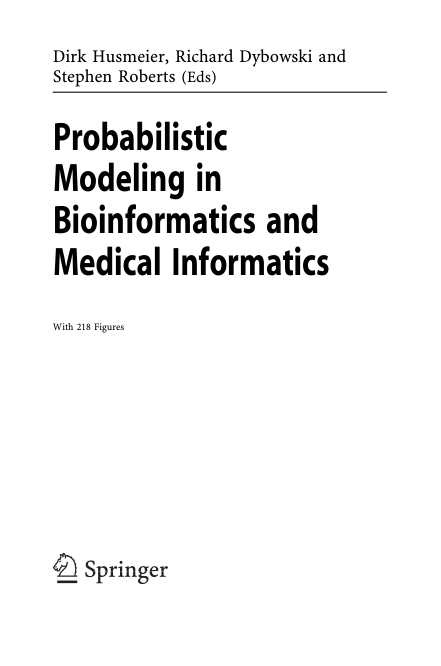 Dirk Husmeier, Richard Dybowski and
Stephen Roberts (Eds)
Probabilistic
Modeling in
Bioinformatics and
Medical Informatics
With 218 Figures
Springer